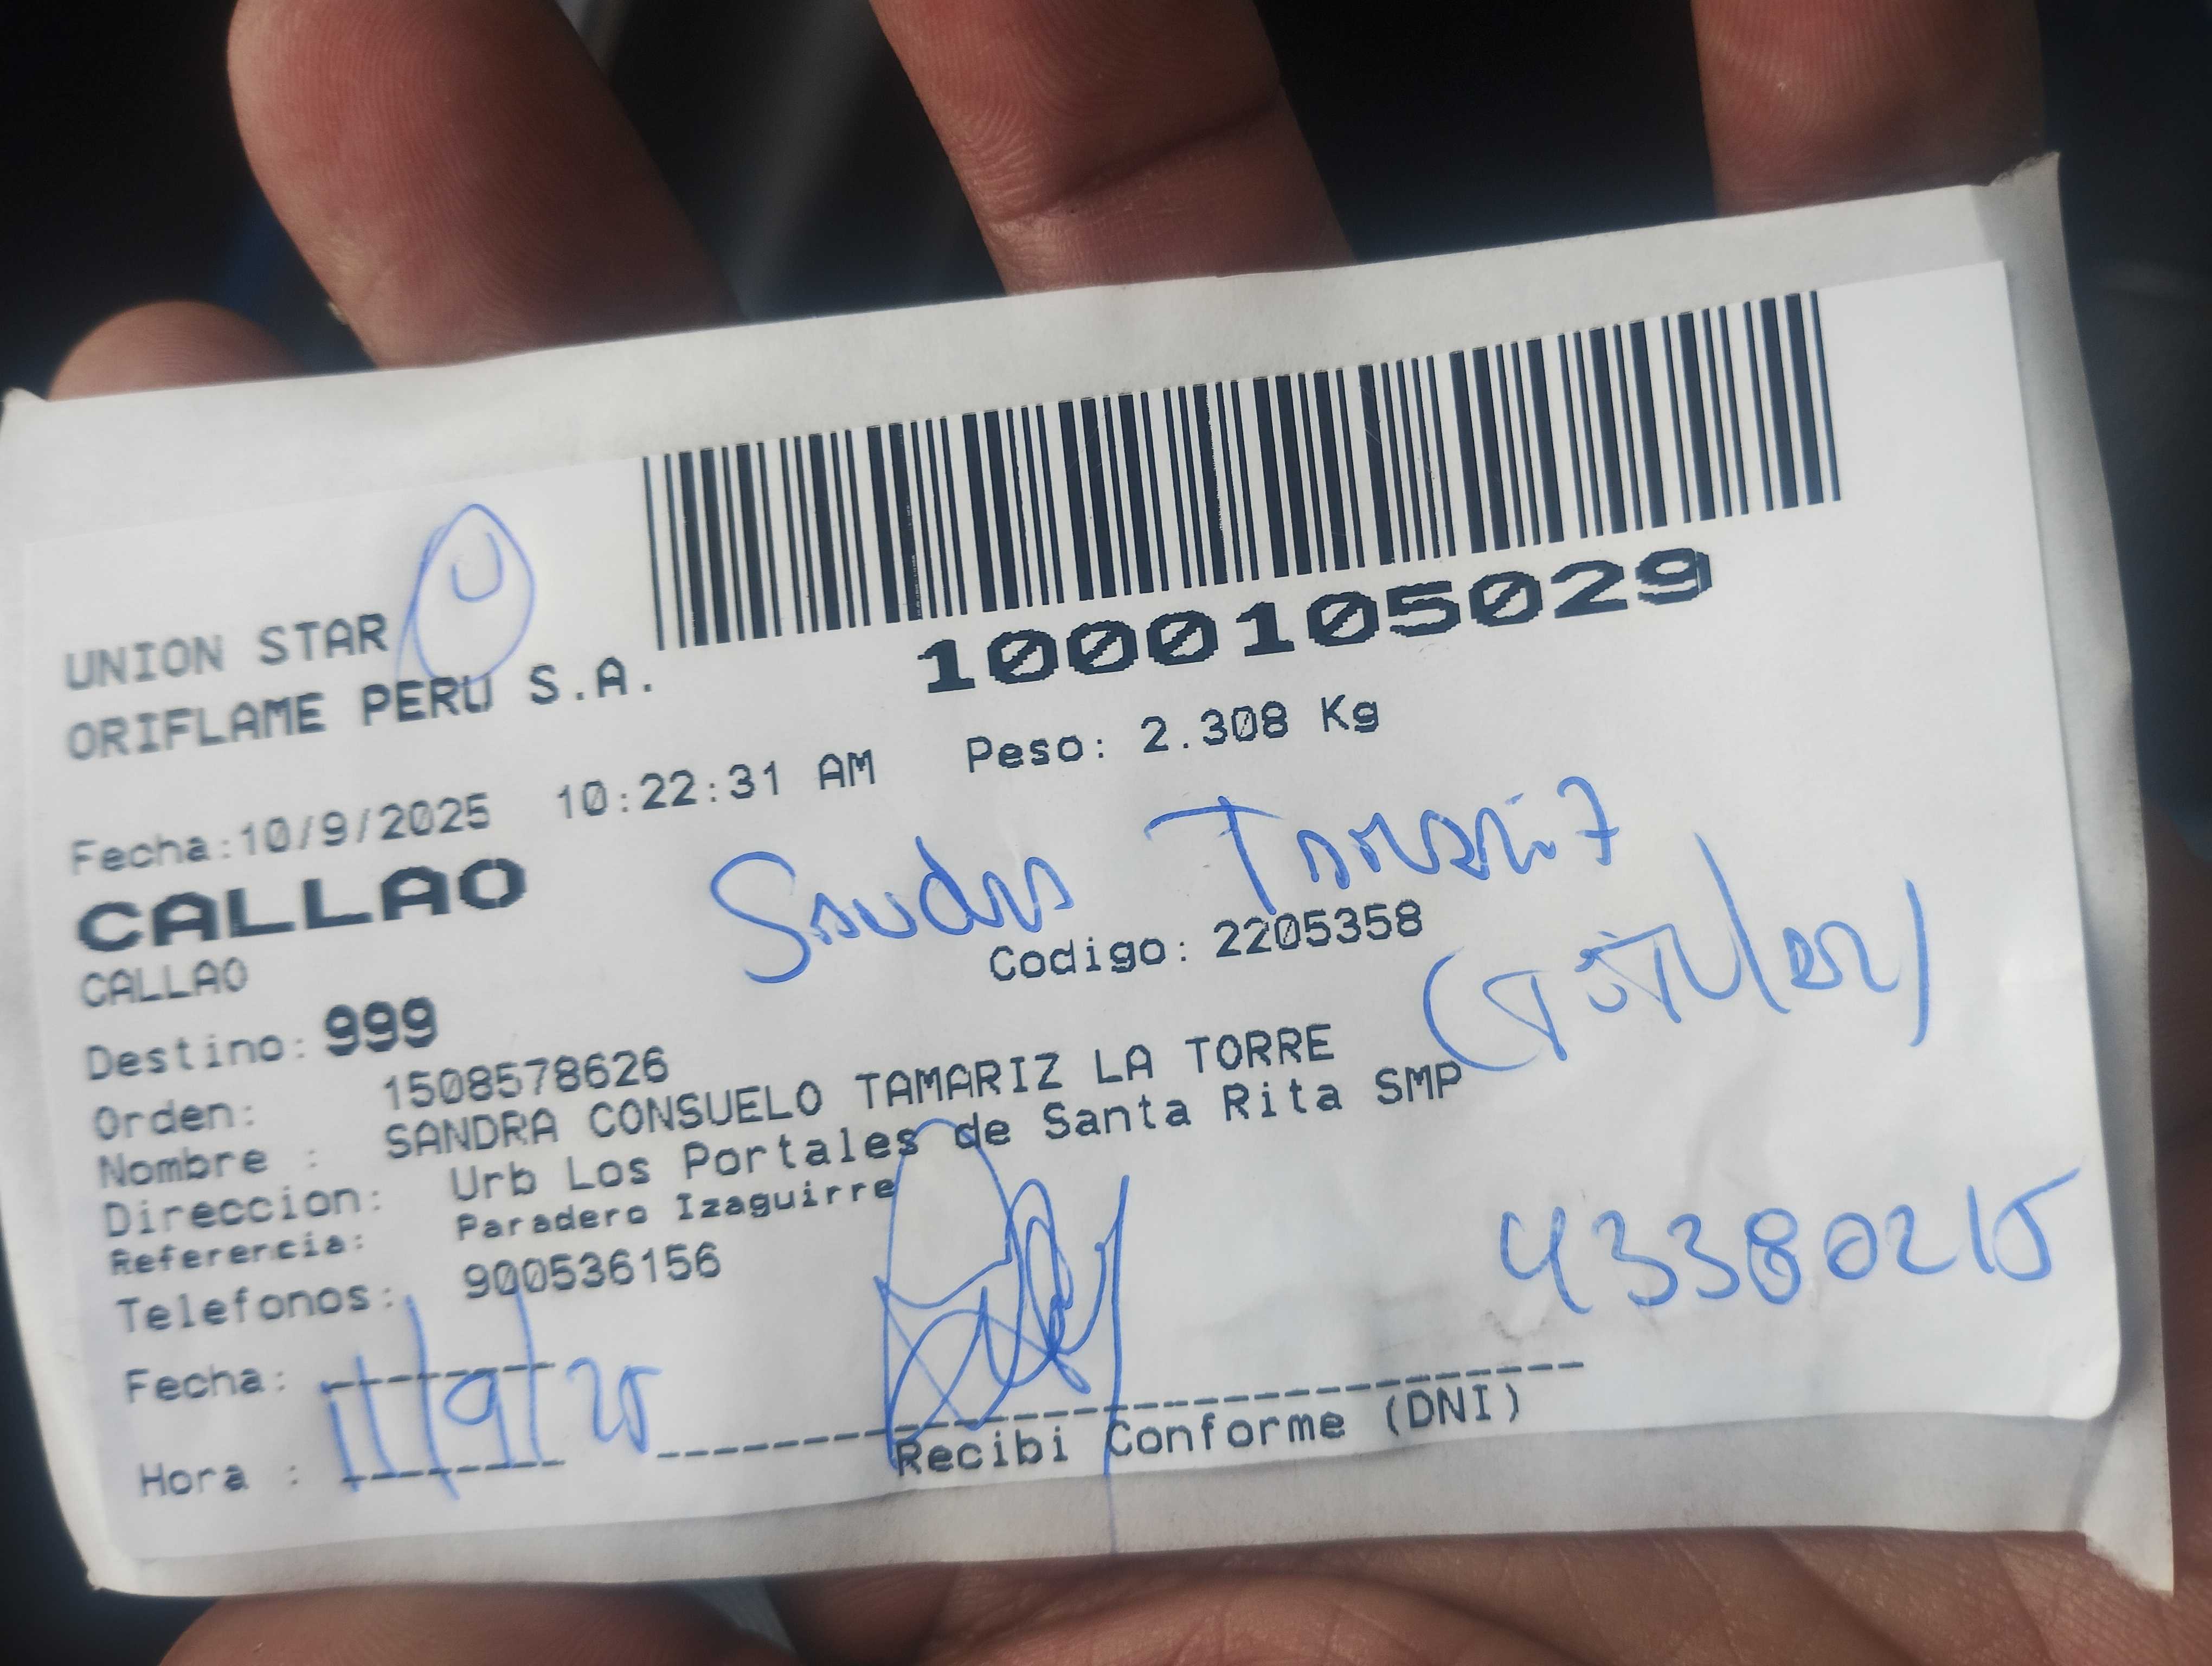 UNION STAR
U
ORIFLAME PERU S.A.
1000105029
Fecha:10/9/2025 10:22:31 AM Peso: 2.308 Kg
CALLAO
Sandra Tamariz
CALLAO
Codigo: 2205358
(TiTULAR)
Destino: 999
Orden: 1508578626
Nombre : SANDRA CONSUELO TAMARIZ LA TORRE
Direccion: Urb Los Portales de Santa Rita SMP
Referencia: Paradero Izaguirre
Telefonos: 900536156
43380215
Fecha: 11/9/25
Hora :
Recibi Conforme (DNI)